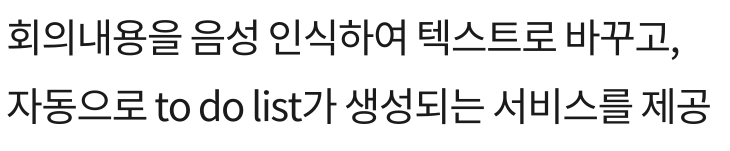 회의내용을 음성 인식하여 텍스트로 바꾸고,
자동으로 to do list가 생성되는 서비스를 제공